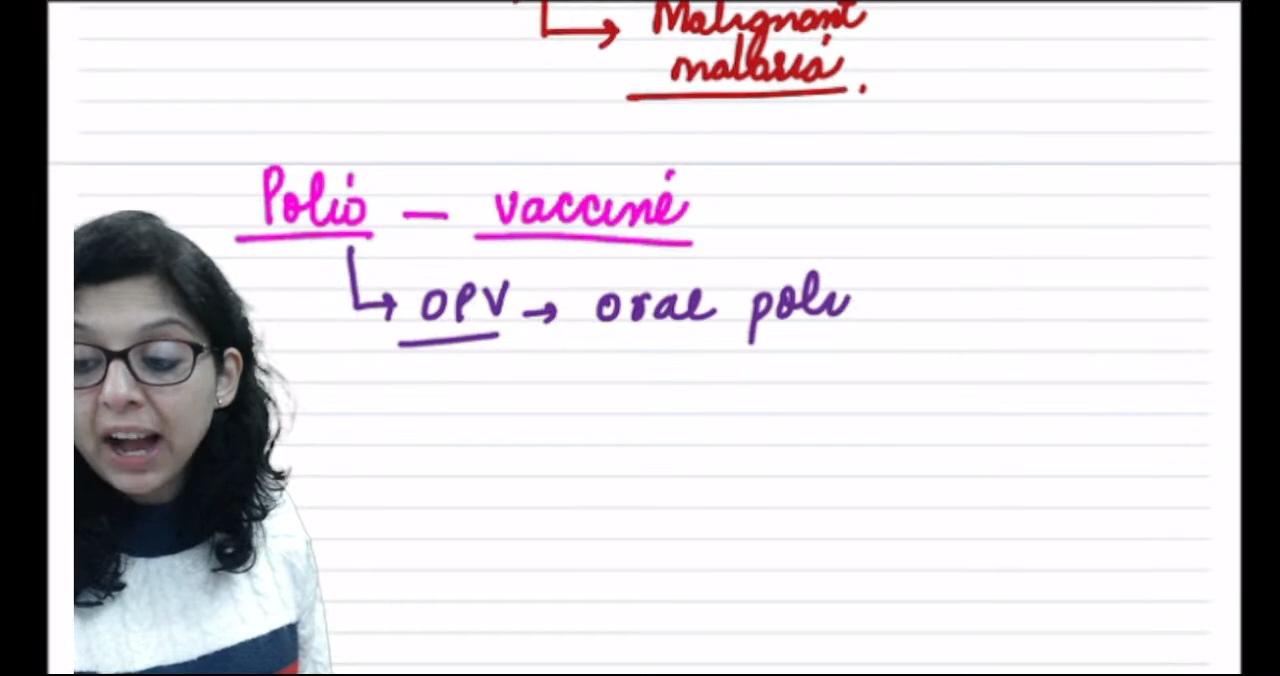 ↳ Malignant
malaria.
Polio - vaccine
↳ OPV → oral poli